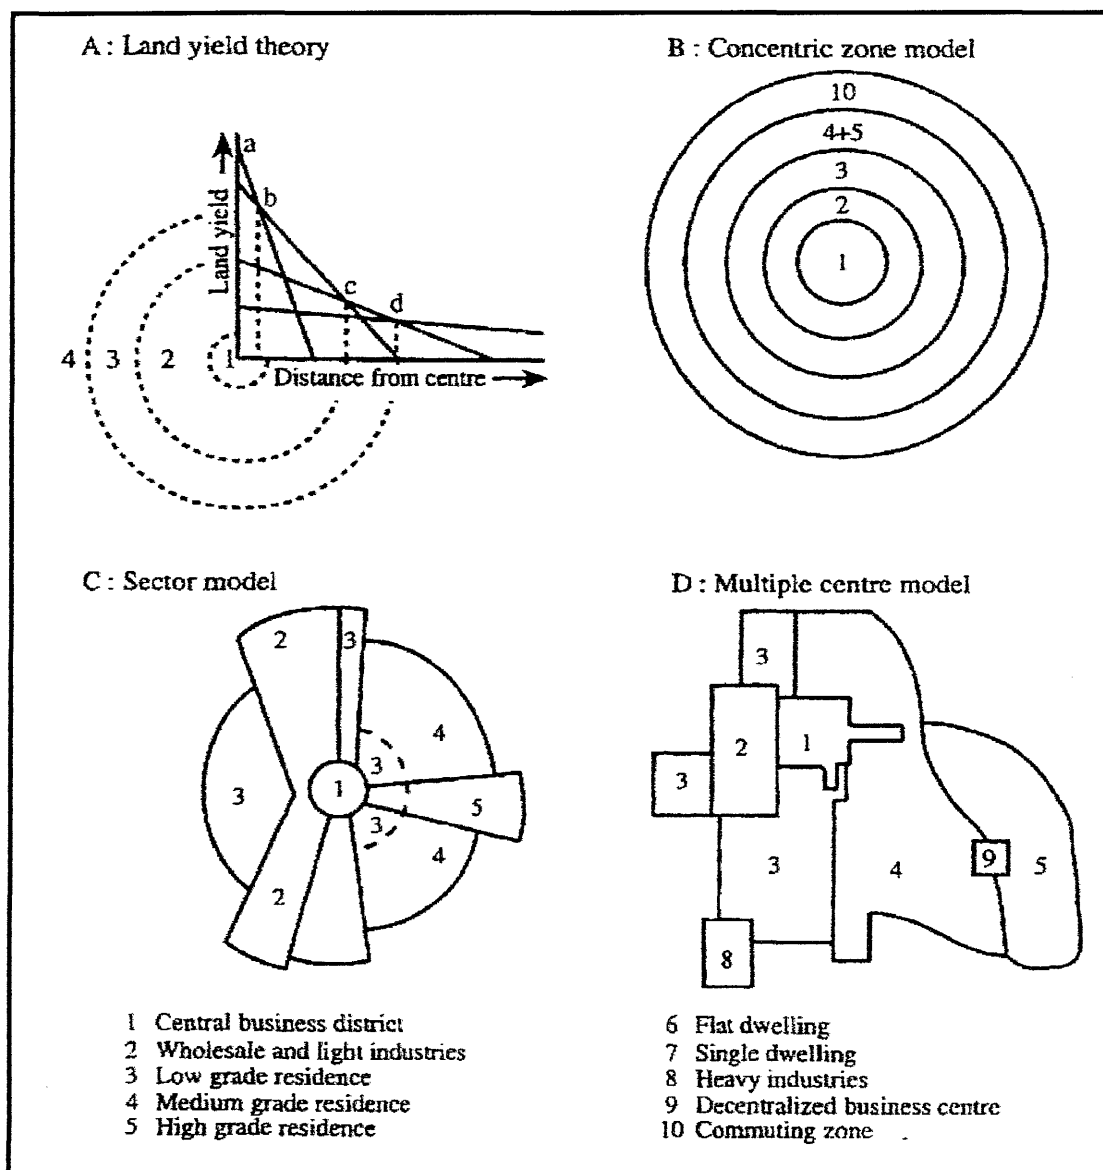 A : Land yield theory
a
b
c
d
Land yield
4 3 2 1
Distance from centre
B : Concentric zone model
10
4+5
3
2
1
C : Sector model
2 3
4
3
3 1 5
3
4
2
D : Multiple centre model
3
2 1
3
3 4 9 5
8
1 Central business district
2 Wholesale and light industries
3 Low grade residence
4 Medium grade residence
5 High grade residence
6 Flat dwelling
7 Single dwelling
8 Heavy industries
9 Decentralized business centre
10 Commuting zone